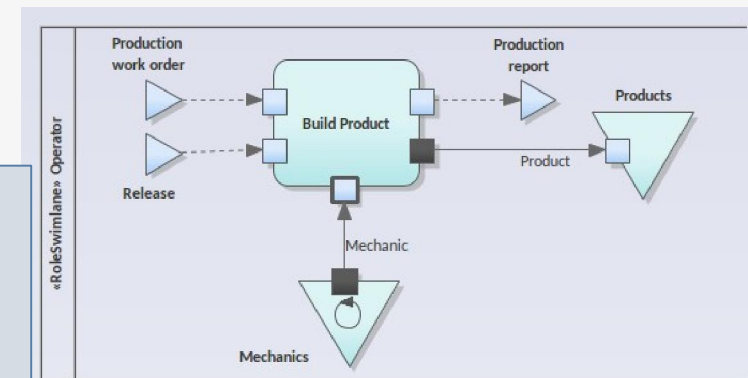 Production
work order
Production
report
Products
Build Product
Product
Release
«RoleSwimlane» Operator
Mechanic
Mechanics